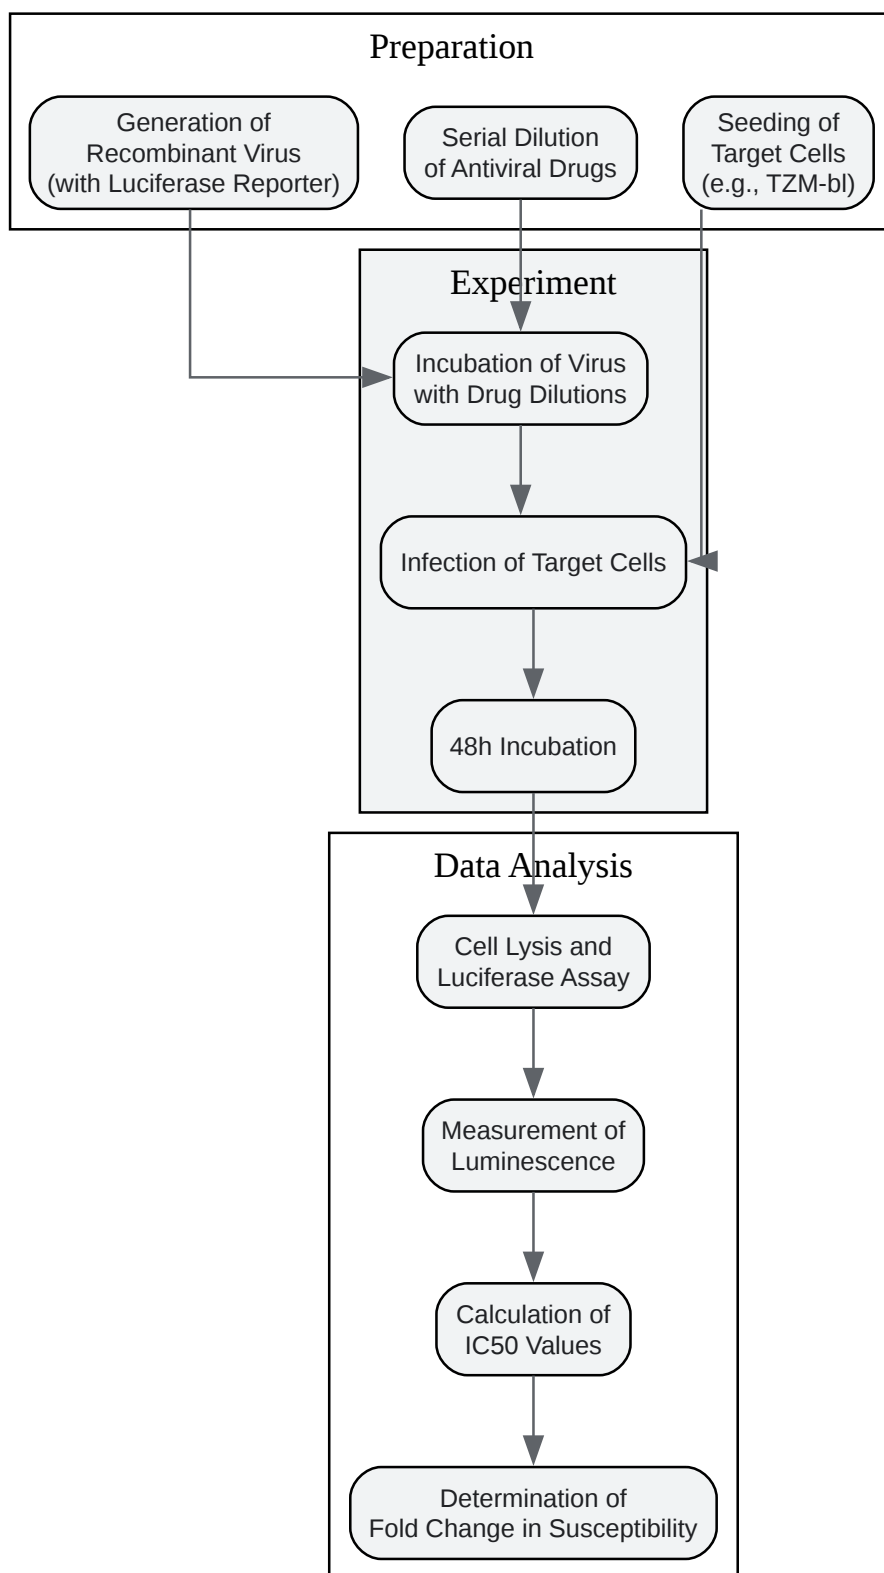 Preparation
Generation of
Recombinant Virus
(with Luciferase Reporter)
Serial Dilution
of Antiviral Drugs
Seeding of
Target Cells
(e.g., TZM-bl)
Experiment
Incubation of Virus
with Drug Dilutions
Infection of Target Cells
48h Incubation
Data Analysis
Cell Lysis and
Luciferase Assay
Measurement of
Luminescence
Calculation of
IC50 Values
Determination of
Fold Change in Susceptibility